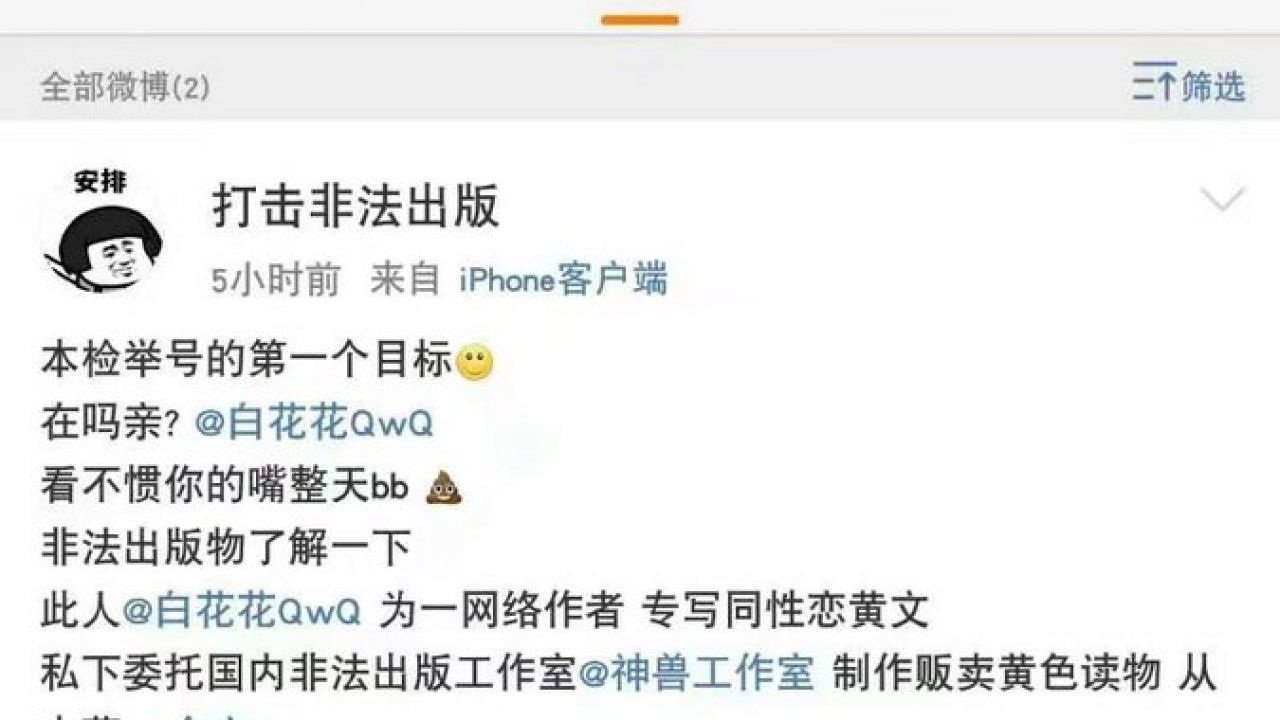 全部微博(2)
筛选
安排
打击非法出版
5小时前 来自 iPhone客户端
本检举号的第一个目标
在吗亲? @白花花QwQ
看不惯你的嘴整天bb
非法出版物了解一下
此人@白花花QwQ 为一网络作者 专写同性恋黄文
私下委托国内非法出版工作室@神兽工作室 制作贩卖黄色读物 从